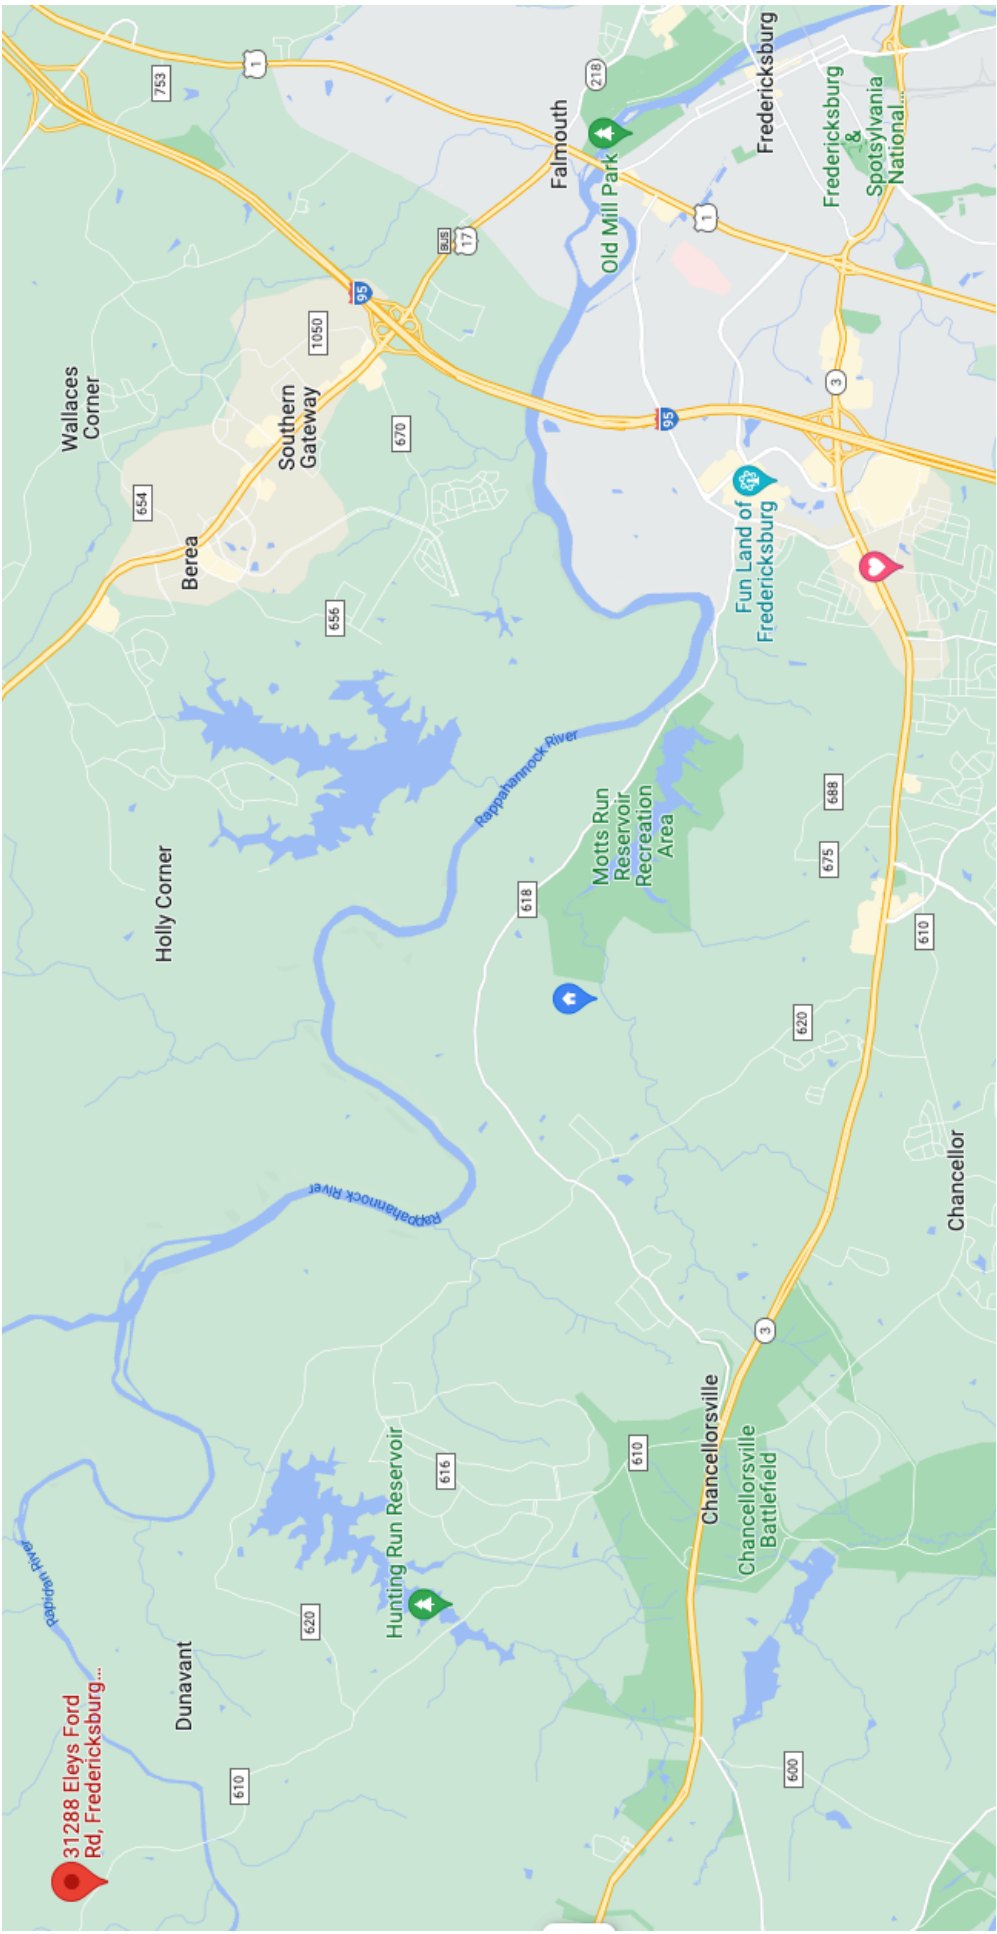 31288 Eleys Ford
Rd, Fredericksburg...
Rapidan River
Wallaces
Corner
654
753
Holly Corner
Dunavant
Berea
610
620
Rappahannock River
656
Southern
Gateway
1050
95
1
670
Hunting Run Reservoir
616
BUS
17
Rappahannock River
618
Falmouth
218
Old Mill Park
Motts Run
Reservoir
Recreation
Area
610
95
1
Chancellorsville
Chancellorsville
Battlefield
3
Fun Land of
Fredericksburg
Fredericksburg
600
620
675
688
3
Fredericksburg
&
Spotsylvania
National...
610
Chancellor